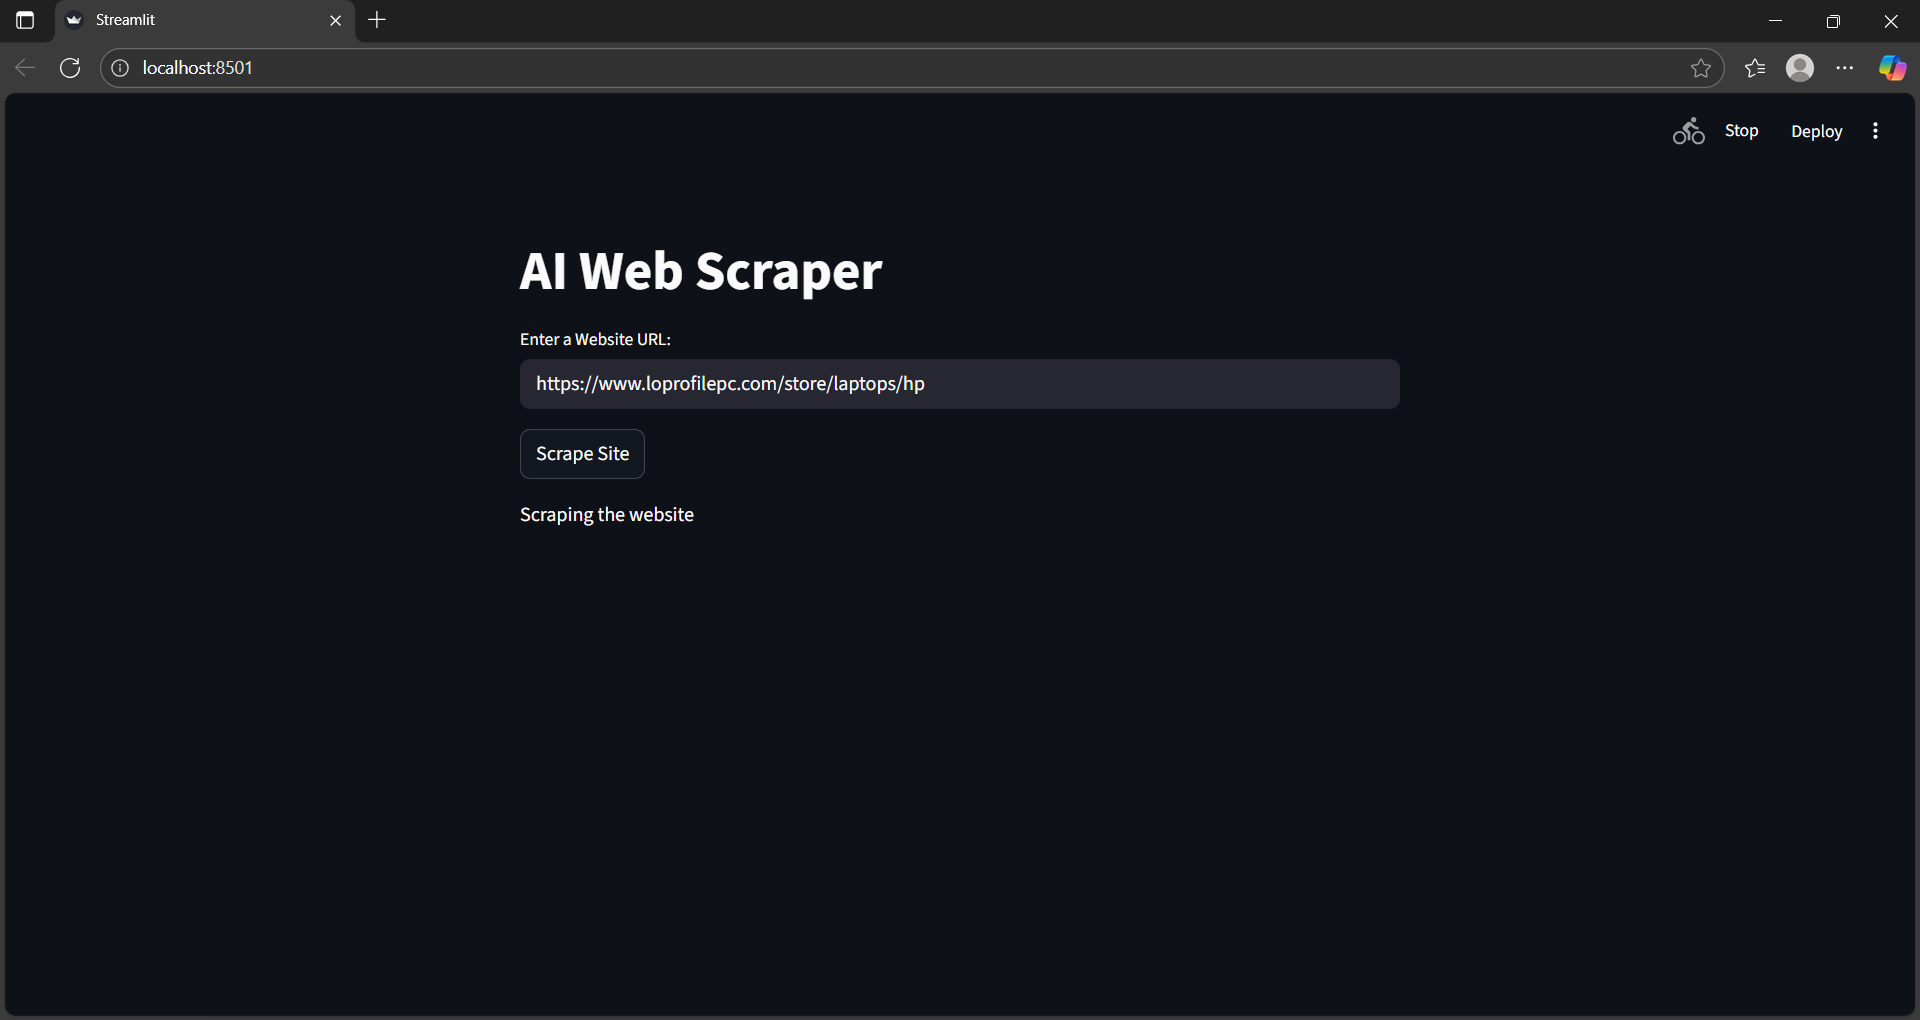 Streamlit
localhost:8501
Stop Deploy
AI Web Scraper
Enter a Website URL:
https://www.loprofilepc.com/store/laptops/hp
Scrape Site
Scraping the website